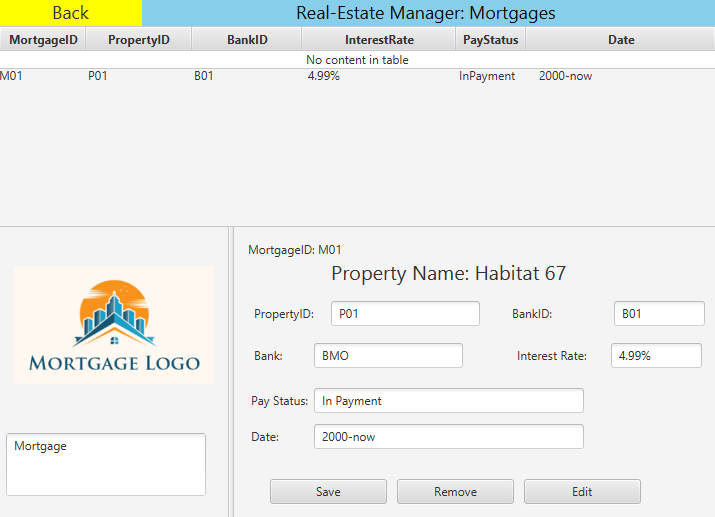 Back Real-Estate Manager: Mortgages
MortgageID PropertyID BankID InterestRate PayStatus Date
No content in table
M01 P01 B01 4.99% InPayment 2000-now
MortgageID: M01
Property Name: Habitat 67
PropertyID: P01 BankID: B01
Bank: BMO Interest Rate: 4.99%
MORTGAGE LOGO
Pay Status: In Payment
Date: 2000-now
Mortgage
Save Remove Edit